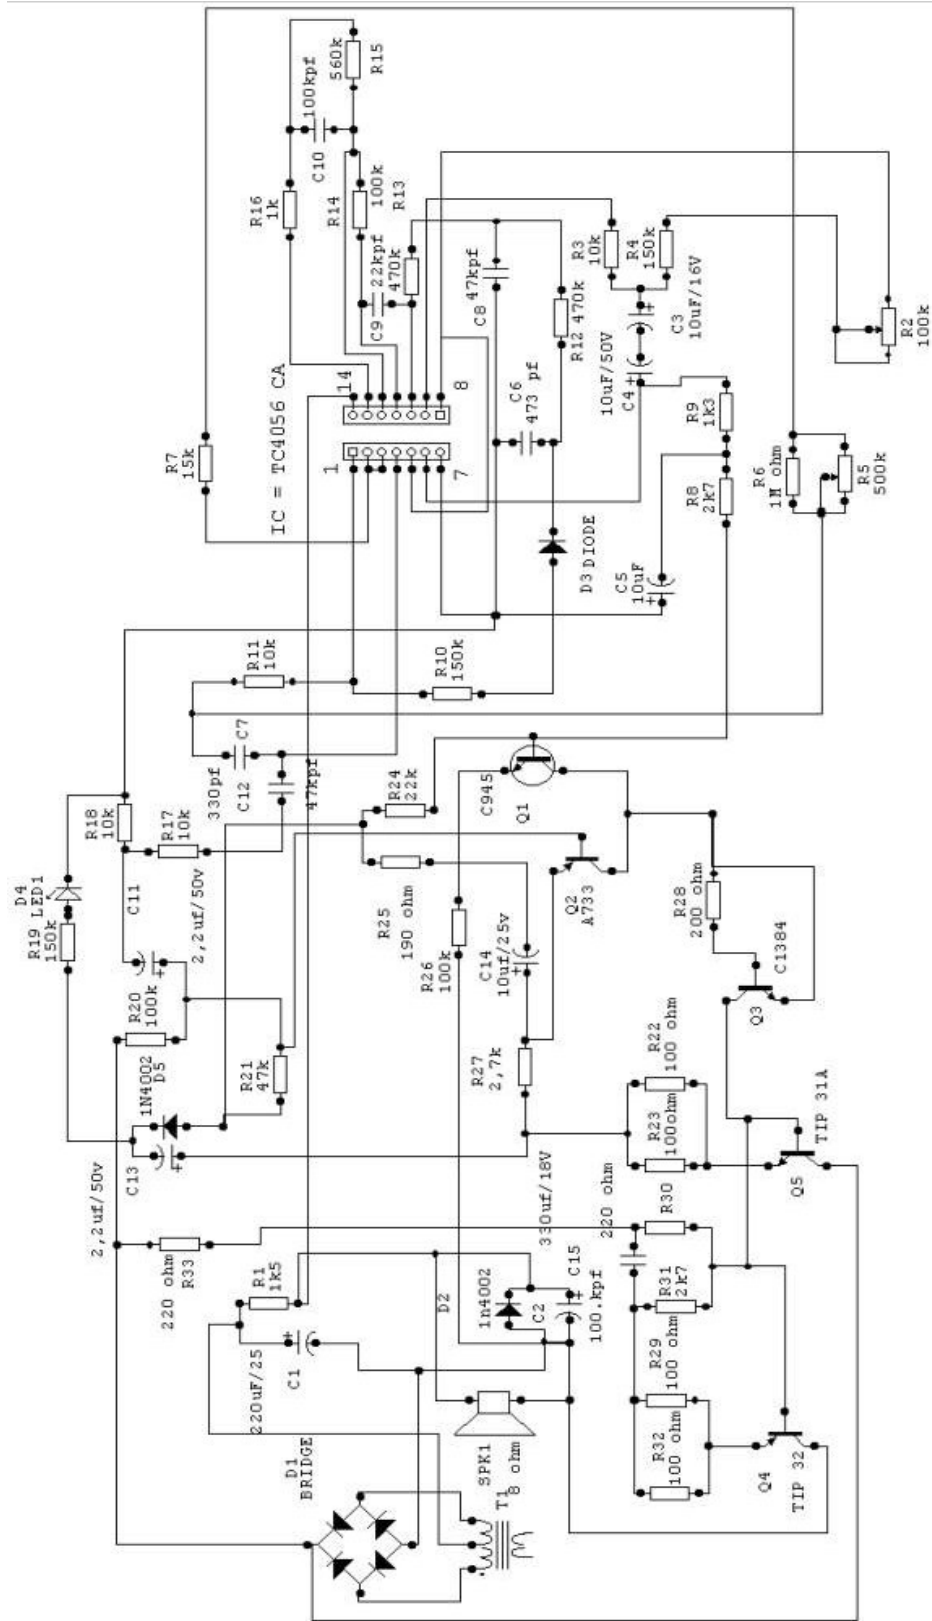 D1
BRIDGE
T1
SPK1
8 ohm
220uF/25
C1
R1
1k5
220 ohm
R33
2,2uf/50v
C13
1N4002
D5
R20
100k
R21
47k
R19
150k
D4
LED1
C11
2,2uf/50v
R18
10k
R17
10k
330pf
C7
C12
47kpf
R11
10k
R7
15k
IC = TC4056 CA
1
7
14
8
R16
1k
100kpf
C10
560k
R15
R14
100k
R13
C9
22kpf
470k
C8
47kpf
C6
473 pf
R12
470k
D3
DIODE
R10
150k
R24
22k
R25
190 ohm
R26
100k
C14
10uf/25v
R27
2,7k
C945
Q1
Q2
A733
D2
1n4002
C2
C15
100.kpf
330uf/18V
220 ohm
R30
R31
2k7
R29
100 ohm
R32
100 ohm
Q4
TIP 32
R23
100ohm
R22
100 ohm
Q5
TIP 31A
Q3
C1384
R28
200 ohm
C5
10uF
R8
2k7
R9
1k3
10uF/50V
C4
C3
10uF/16V
R3
10k
R4
150k
R6
1M ohm
R5
500k
R2
100k